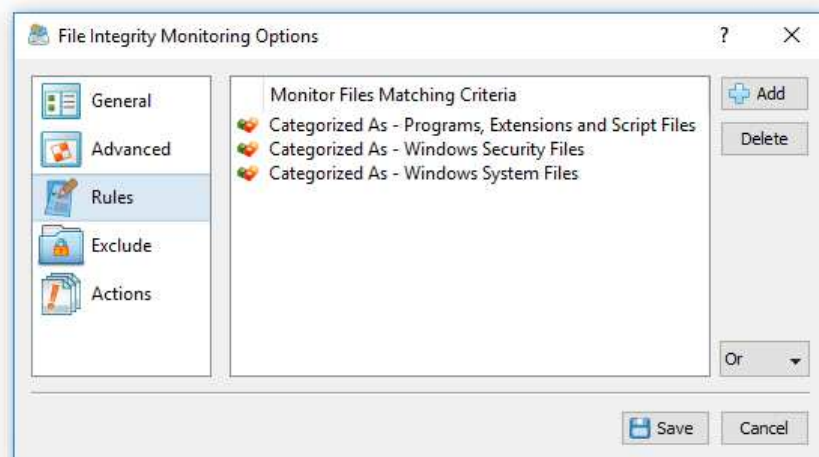 File Integrity Monitoring Options
?
General
Advanced
Rules
Exclude
Actions
Monitor Files Matching Criteria
Categorized As - Programs, Extensions and Script Files
Categorized As - Windows Security Files
Categorized As - Windows System Files
Add
Delete
Or
Save
Cancel